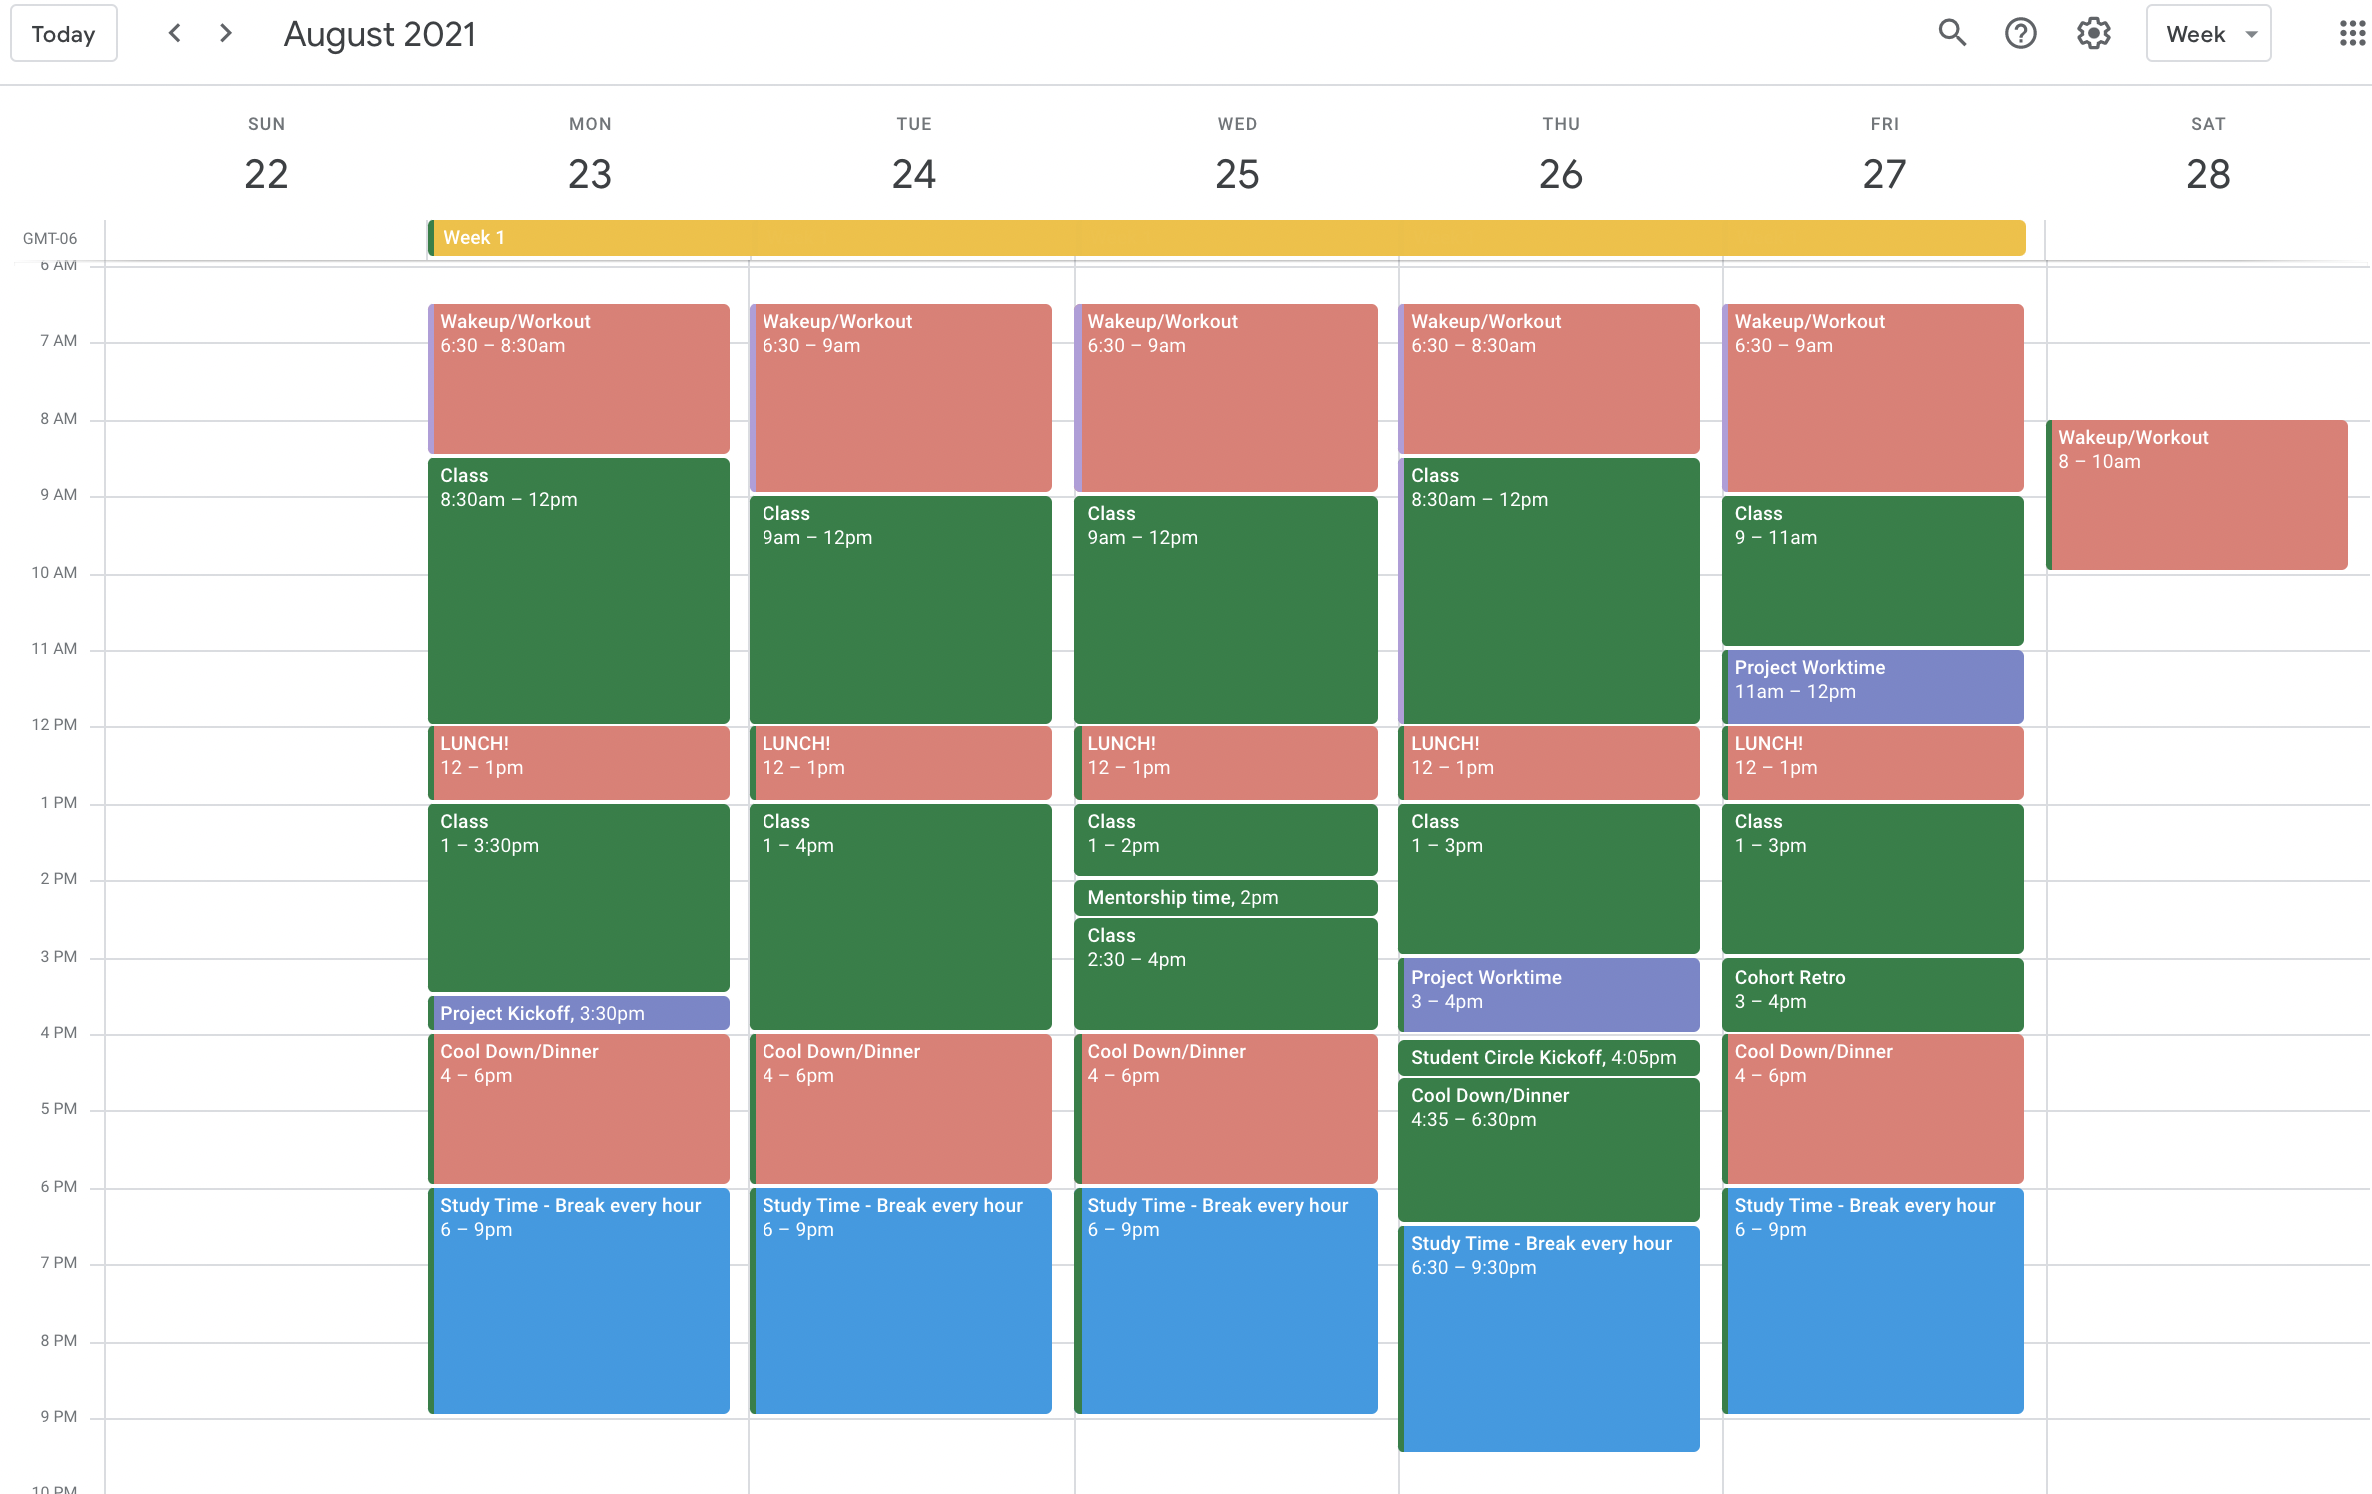 Today
August 2021
Week
SUN
MON
TUE
WED
THU
FRI
SAT
22
23
24
25
26
27
28
GMT-06
Week 1
6 AM
7 AM
8 AM
9 AM
10 AM
11 AM
12 PM
1 PM
2 PM
3 PM
4 PM
5 PM
6 PM
7 PM
8 PM
9 PM
10 PM
Wakeup/Workout
6:30 – 8:30am
Class
8:30am – 12pm
LUNCH!
12 – 1pm
Class
1 – 3:30pm
Project Kickoff, 3:30pm
Cool Down/Dinner
4 – 6pm
Study Time - Break every hour
6 – 9pm
Wakeup/Workout
6:30 – 9am
Class
9am – 12pm
LUNCH!
12 – 1pm
Class
1 – 4pm
Cool Down/Dinner
4 – 6pm
Study Time - Break every hour
6 – 9pm
Wakeup/Workout
6:30 – 9am
Class
9am – 12pm
LUNCH!
12 – 1pm
Class
1 – 2pm
Mentorship time, 2pm
Class
2:30 – 4pm
Cool Down/Dinner
4 – 6pm
Study Time - Break every hour
6 – 9pm
Wakeup/Workout
6:30 – 8:30am
Class
8:30am – 12pm
LUNCH!
12 – 1pm
Class
1 – 3pm
Project Worktime
3 – 4pm
Student Circle Kickoff, 4:05pm
Cool Down/Dinner
4:35 – 6:30pm
Study Time - Break every hour
6:30 – 9:30pm
Wakeup/Workout
6:30 – 9am
Class
9 – 11am
Project Worktime
11am – 12pm
LUNCH!
12 – 1pm
Class
1 – 3pm
Cohort Retro
3 – 4pm
Cool Down/Dinner
4 – 6pm
Study Time - Break every hour
6 – 9pm
Wakeup/Workout
8 – 10am